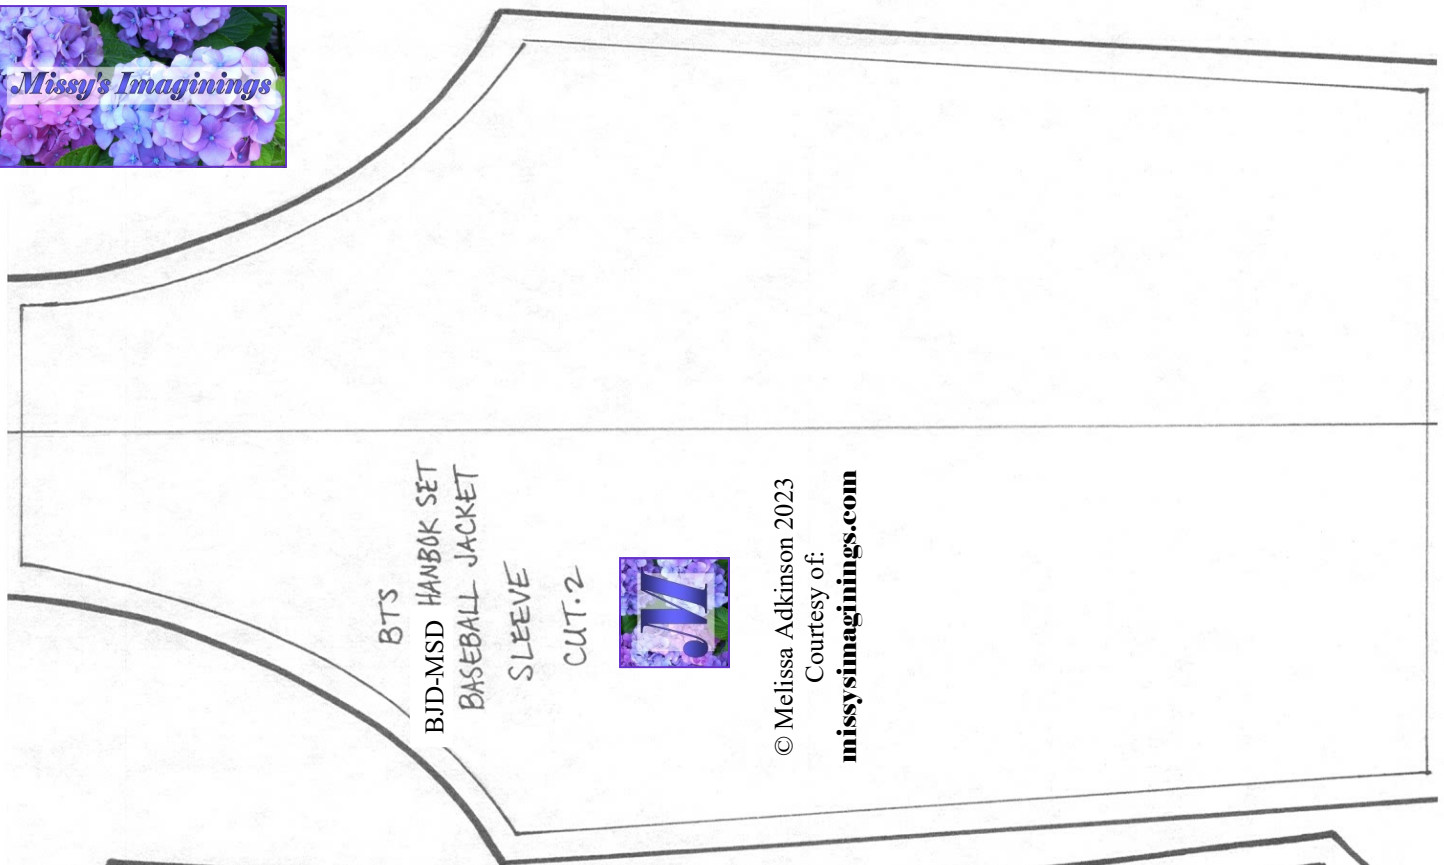 Missy's Imaginings
BTS
BJD-MSD HANBOK SET
BASEBALL JACKET
SLEEVE
CUT·2
M
© Melissa Adkinson 2023
Courtesy of:
missysimaginings.com